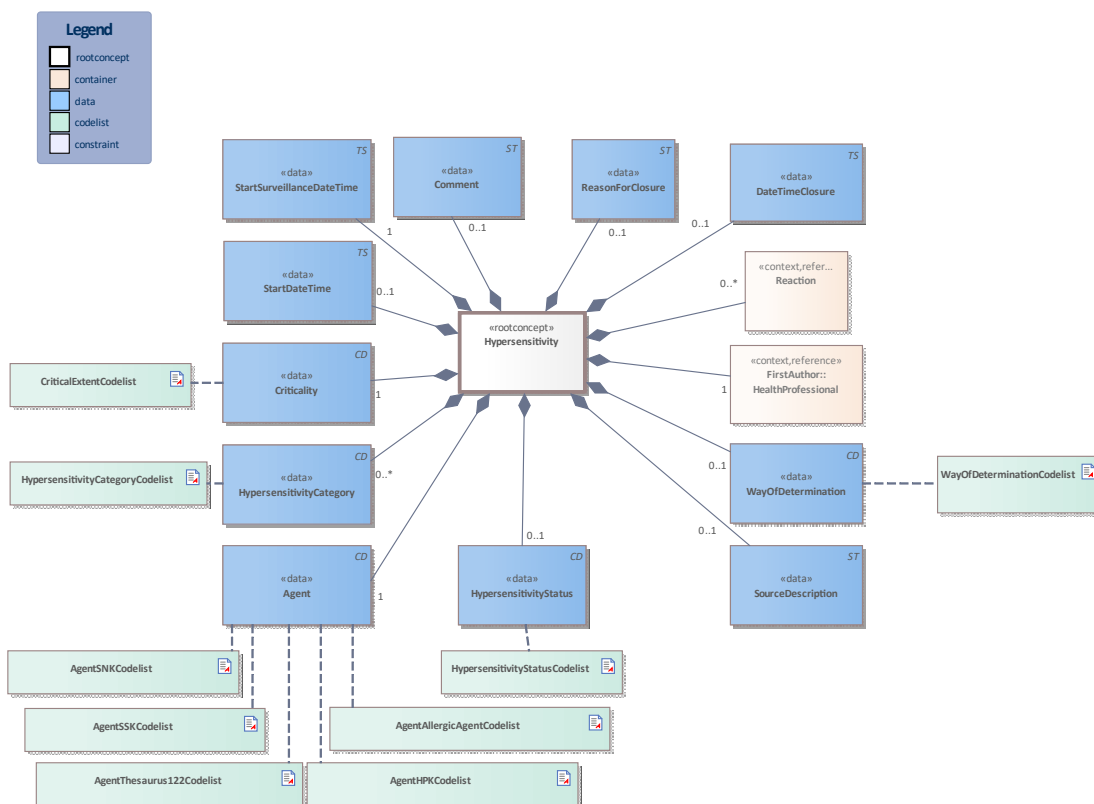 Legend
rootconcept
container
data
codelist
constraint
TS
«data»
StartSurveillanceDateTime
1
ST
«data»
Comment
0..1
ST
«data»
ReasonForClosure
0..1
TS
«data»
DateTimeClosure
0..1
TS
«data»
StartDateTime
0..1
«context,refer...
Reaction
0..*
«rootconcept»
Hypersensitivity
CriticalExtentCodelist
CD
«data»
Criticality
1
«context,reference»
FirstAuthor::
HealthProfessional
1
HypersensitivityCategoryCodelist
CD
«data»
HypersensitivityCategory
0..*
CD
«data»
WayOfDetermination
0..1
WayOfDeterminationCodelist
CD
«data»
Agent
1
CD
«data»
HypersensitivityStatus
0..1
ST
«data»
SourceDescription
0..1
AgentSNKCodelist
HypersensitivityStatusCodelist
AgentSSKCodelist
AgentAllergicAgentCodelist
AgentThesaurus122Codelist
AgentHPKCodelist